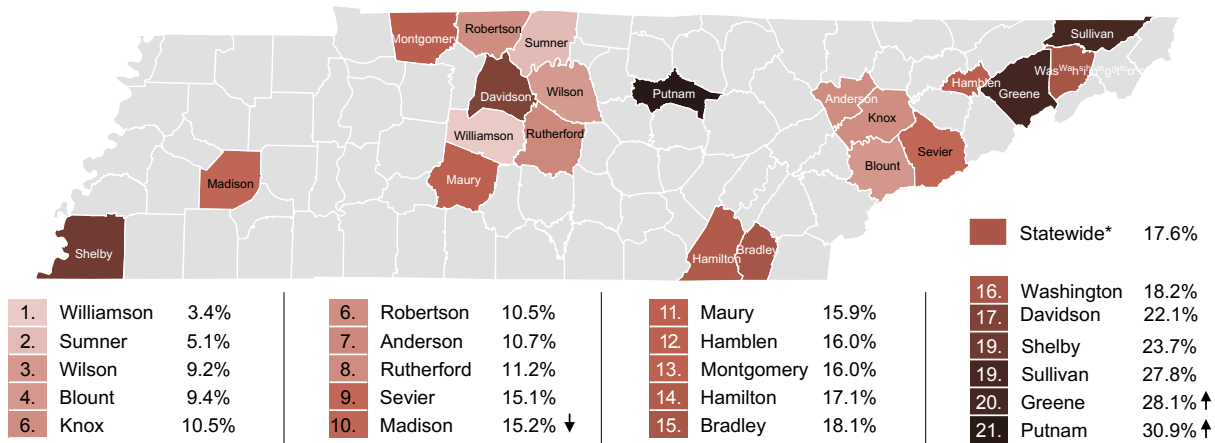 Montgomery
Robertson
Sumner
Davidson
Wilson
Williamson
Rutherford
Maury
Putnam
Madison
Shelby
Hamilton
Bradley
Anderson
Knox
Blount
Sevier
Hamblen
Greene
Sullivan
Statewide* 17.6%
1. Williamson 3.4%
2. Sumner 5.1%
3. Wilson 9.2%
4. Blount 9.4%
6. Knox 10.5%
6. Robertson 10.5%
7. Anderson 10.7%
8. Rutherford 11.2%
9. Sevier 15.1%
10. Madison 15.2% ↓
11. Maury 15.9%
12. Hamblen 16.0%
13. Montgomery 16.0%
14. Hamilton 17.1%
15. Bradley 18.1%
16. Washington 18.2%
17. Davidson 22.1%
19. Shelby 23.7%
19. Sullivan 27.8%
20. Greene 28.1% ↑
21. Putnam 30.9% ↑